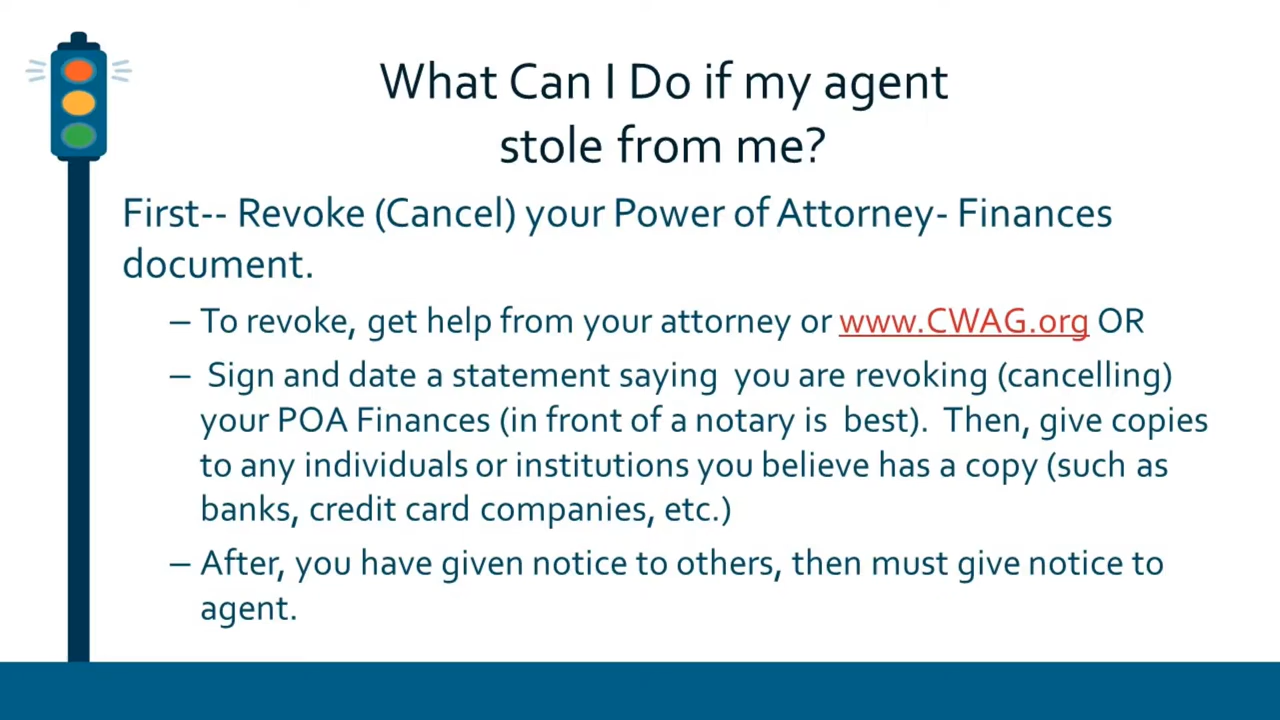 What Can I Do if my agent
stole from me?
First-- Revoke (Cancel) your Power of Attorney- Finances
document.
– To revoke, get help from your attorney or www.CWAG.org OR
– Sign and date a statement saying you are revoking (cancelling)
your POA Finances (in front of a notary is best). Then, give copies
to any individuals or institutions you believe has a copy (such as
banks, credit card companies, etc.)
– After, you have given notice to others, then must give notice to
agent.